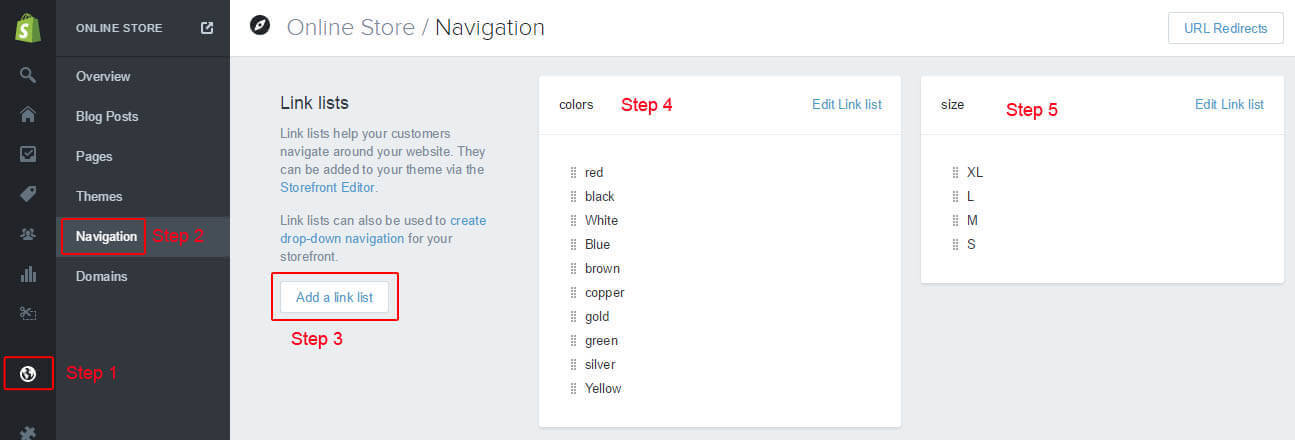 ONLINE STORE
Overview
Blog Posts
Pages
Themes
Navigation Step 2
Domains
Step 1
Online Store / Navigation
URL Redirects
Link lists
Link lists help your customers
navigate around your website. They
can be added to your theme via the
Storefront Editor.
Link lists can also be used to create
drop-down navigation for your
storefront.
Add a link list
Step 3
colors Step 4 Edit Link list
red
black
White
Blue
brown
copper
gold
green
silver
Yellow
size Step 5 Edit Link list
XL
L
M
S